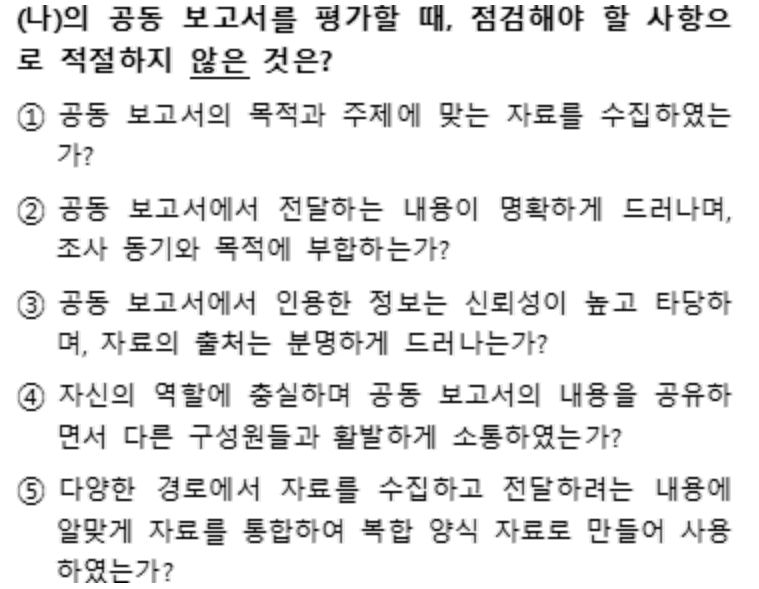 (나)의 공동 보고서를 평가할 때, 점검해야 할 사항으
로 적절하지 않은 것은?
① 공동 보고서의 목적과 주제에 맞는 자료를 수집하였는
가?
② 공동 보고서에서 전달하는 내용이 명확하게 드러나며,
조사 동기와 목적에 부합하는가?
③ 공동 보고서에서 인용한 정보는 신뢰성이 높고 타당하
며, 자료의 출처는 분명하게 드러나는가?
④ 자신의 역할에 충실하며 공동 보고서의 내용을 공유하
면서 다른 구성원들과 활발하게 소통하였는가?
⑤ 다양한 경로에서 자료를 수집하고 전달하려는 내용에
알맞게 자료를 통합하여 복합 양식 자료로 만들어 사용
하였는가?